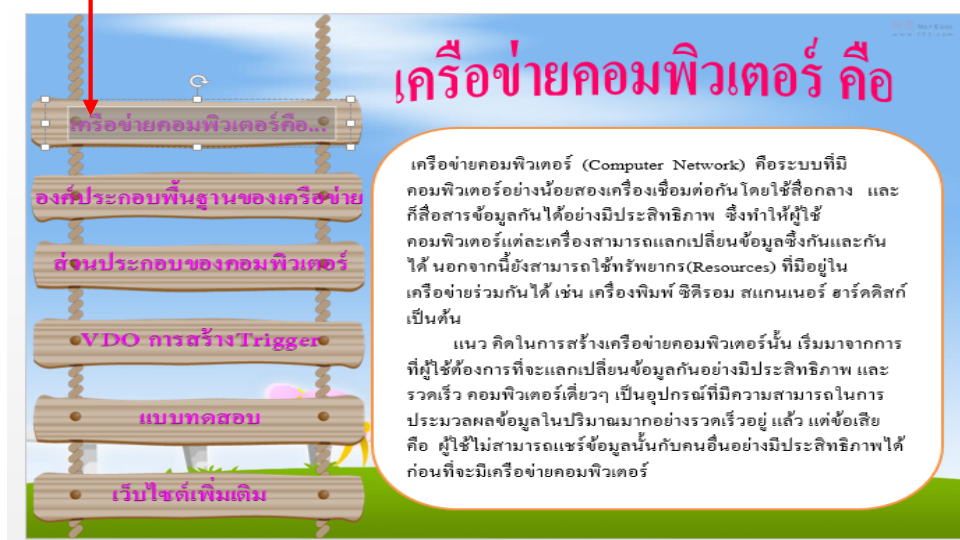 เครือข่ายคอมพิวเตอร์ คือ
เครือข่ายคอมพิวเตอร์คือ...
องค์ประกอบพื้นฐานของเครือข่าย
ส่วนประกอบของคอมพิวเตอร์
VDO การสร้างTrigger
แบบทดสอบ
เว็บไซต์เพิ่มเติม
เครือข่ายคอมพิวเตอร์ (Computer Network) คือระบบที่มี
คอมพิวเตอร์อย่างน้อยสองเครื่องเชื่อมต่อกันโดยใช้สื่อกลาง และ
ก็สื่อสารข้อมูลกันได้อย่างมีประสิทธิภาพ ซึ่งทำให้ผู้ใช้
คอมพิวเตอร์แต่ละเครื่องสามารถแลกเปลี่ยนข้อมูลซึ่งกันและกัน
ได้ นอกจากนี้ยังสามารถใช้ทรัพยากร(Resources) ที่มีอยู่ใน
เครือข่ายร่วมกันได้ เช่น เครื่องพิมพ์ ซีดีรอม สแกนเนอร์ ฮาร์ดดิสก์
เป็นต้น
แนว คิดในการสร้างเครือข่ายคอมพิวเตอร์นั้น เริ่มมาจากการ
ที่ผู้ใช้ต้องการที่จะแลกเปลี่ยนข้อมูลกันอย่างมีประสิทธิภาพ และ
รวดเร็ว คอมพิวเตอร์เดี่ยวๆ เป็นอุปกรณ์ที่มีความสามารถในการ
ประมวลผลข้อมูลในปริมาณมากอย่างรวดเร็วอยู่ แล้ว แต่ข้อเสีย
คือ ผู้ใช้ไม่สามารถแชร์ข้อมูลนั้นกับคนอื่นอย่างมีประสิทธิภาพได้
ก่อนที่จะมีเครือข่ายคอมพิวเตอร์